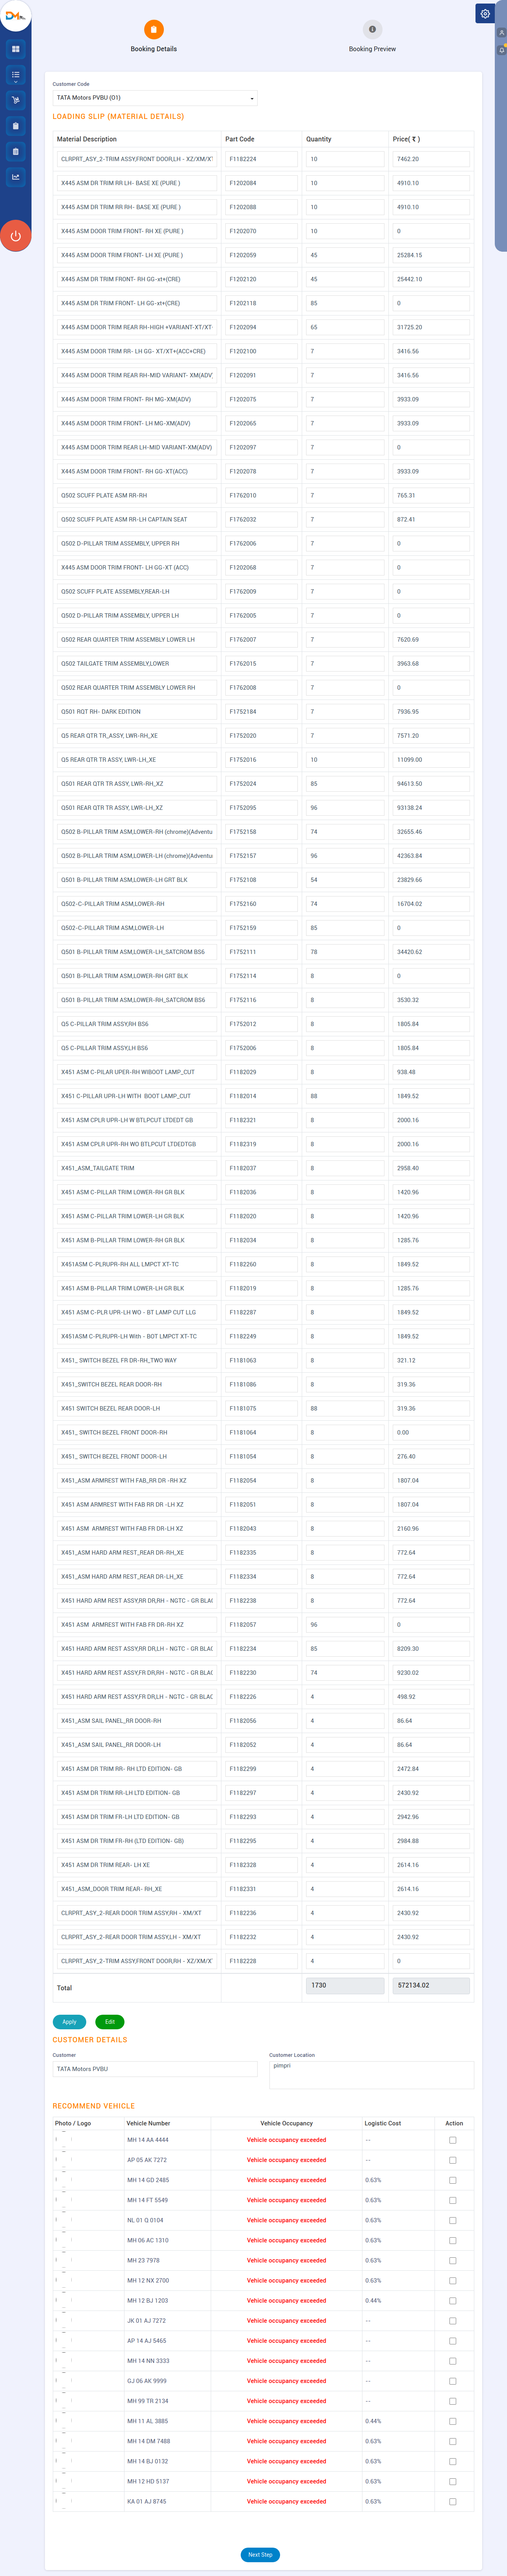 DM
Booking Details
Booking Preview
Customer Code
TATA Motors PVBU (O1)
LOADING SLIP (MATERIAL DETAILS)
Material Description Part Code Quantity Price( ₹ )
CLRPRT_ASY_2-TRIM ASSY,FRONT DOOR,LH - XZ/XM/XT F1182224 10 7462.20
X445 ASM DR TRIM RR LH- BASE XE (PURE ) F1202084 10 4910.10
X445 ASM DR TRIM RR RH- BASE XE (PURE ) F1202088 10 4910.10
X445 ASM DOOR TRIM FRONT- RH XE (PURE ) F1202070 10 0
X445 ASM DOOR TRIM FRONT- LH XE (PURE ) F1202059 45 25284.15
X445 ASM DR TRIM FRONT- RH GG-xt+(CRE) F1202120 45 25442.10
X445 ASM DR TRIM FRONT- LH GG-xt+(CRE) F1202118 85 0
X445 ASM DOOR TRIM REAR RH-HIGH +VARIANT-XT/XT- F1202094 65 31725.20
X445 ASM DOOR TRIM RR- LH GG- XT/XT+(ACC+CRE) F1202100 7 3416.56
X445 ASM DOOR TRIM REAR RH-MID VARIANT- XM(ADV) F1202091 7 3416.56
X445 ASM DOOR TRIM FRONT- RH MG-XM(ADV) F1202075 7 3933.09
X445 ASM DOOR TRIM FRONT- LH MG-XM(ADV) F1202065 7 3933.09
X445 ASM DOOR TRIM REAR LH-MID VARIANT-XM(ADV) F1202097 7 0
X445 ASM DOOR TRIM FRONT- RH GG-XT(ACC) F1202078 7 3933.09
Q502 SCUFF PLATE ASM RR-RH F1762010 7 765.31
Q502 SCUFF PLATE ASM RR-LH CAPTAIN SEAT F1762032 7 872.41
Q502 D-PILLAR TRIM ASSEMBLY, UPPER RH F1762006 7 0
X445 ASM DOOR TRIM FRONT- LH GG-XT (ACC) F1202068 7 0
Q502 SCUFF PLATE ASSEMBLY,REAR-LH F1762009 7 0
Q502 D-PILLAR TRIM ASSEMBLY, UPPER LH F1762005 7 0
Q502 REAR QUARTER TRIM ASSEMBLY LOWER LH F1762007 7 7620.69
Q502 TAILGATE TRIM ASSEMBLY,LOWER F1762015 7 3963.68
Q502 REAR QUARTER TRIM ASSEMBLY LOWER RH F1762008 7 0
Q501 RQT RH- DARK EDITION F1752184 7 7936.95
Q5 REAR QTR TR_ASSY, LWR-RH_XE F1752020 7 7571.20
Q5 REAR QTR TR ASSY, LWR-LH_XE F1752016 10 11099.00
Q501 REAR QTR TR ASSY, LWR-RH_XZ F1752024 85 94613.50
Q501 REAR QTR TR ASSY, LWR-LH_XZ F1752095 96 93138.24
Q502 B-PILLAR TRIM ASM,LOWER-RH (chrome)(Adventu F1752158 74 32655.46
Q502 B-PILLAR TRIM ASM,LOWER-LH (chrome)(Adventu F1752157 96 42363.84
Q501 B-PILLAR TRIM ASM,LOWER-LH GRT BLK F1752108 54 23829.66
Q502-C-PILLAR TRIM ASM,LOWER-RH F1752160 74 16704.02
Q502-C-PILLAR TRIM ASM,LOWER-LH F1752159 85 0
Q501 B-PILLAR TRIM ASM,LOWER-LH_SATCROM BS6 F1752111 78 34420.62
Q501 B-PILLAR TRIM ASM,LOWER-RH GRT BLK F1752114 8 0
Q501 B-PILLAR TRIM ASM,LOWER-RH_SATCROM BS6 F1752116 8 3530.32
Q5 C-PILLAR TRIM ASSY,RH BS6 F1752012 8 1805.84
Q5 C-PILLAR TRIM ASSY,LH BS6 F1752006 8 1805.84
X451 ASM C-PILAR UPER-RH WIBOOT LAMP_CUT F1182029 8 938.48
X451 C-PILLAR UPR-LH WITH BOOT LAMP_CUT F1182014 88 1849.52
X451 ASM CPLR UPR-LH W BTLPCUT LTDEDT GB F1182321 8 2000.16
X451 ASM CPLR UPR-RH WO BTLPCUT LTDEDTGB F1182319 8 2000.16
X451_ASM_TAILGATE TRIM F1182037 8 2958.40
X451 ASM C-PILLAR TRIM LOWER-RH GR BLK F1182036 8 1420.96
X451 ASM C-PILLAR TRIM LOWER-LH GR BLK F1182020 8 1420.96
X451 ASM B-PILLAR TRIM LOWER-RH GR BLK F1182034 8 1285.76
X451ASM C-PLRUPR-RH ALL LMPCT XT-TC F1182260 8 1849.52
X451 ASM B-PILLAR TRIM LOWER-LH GR BLK F1182019 8 1285.76
X451 ASM C-PLR UPR-LH WO - BT LAMP CUT LLG F1182287 8 1849.52
X451ASM C-PLRUPR-LH With - BOT LMPCT XT-TC F1182249 8 1849.52
X451_ SWITCH BEZEL FR DR-RH_TWO WAY F1181063 8 321.12
X451_SWITCH BEZEL REAR DOOR-RH F1181086 8 319.36
X451 SWITCH BEZEL REAR DOOR-LH F1181075 88 319.36
X451_ SWITCH BEZEL FRONT DOOR-RH F1181064 8 0.00
X451_ SWITCH BEZEL FRONT DOOR-LH F1181054 8 276.40
X451_ASM ARMREST WITH FAB_RR DR -RH XZ F1182054 8 1807.04
X451 ASM ARMREST WITH FAB RR DR -LH XZ F1182051 8 1807.04
X451 ASM ARMREST WITH FAB FR DR-LH XZ F1182043 8 2160.96
X451_ASM HARD ARM REST_REAR DR-RH_XE F1182335 8 772.64
X451_ASM HARD ARM REST_REAR DR-LH_XE F1182334 8 772.64
X451 HARD ARM REST ASSY,RR DR,RH - NGTC - GR BLAC F1182238 8 772.64
X451 ASM ARMREST WITH FAB FR DR-RH XZ F1182057 96 0
X451 HARD ARM REST ASSY,RR DR,LH - NGTC - GR BLAC F1182234 85 8209.30
X451 HARD ARM REST ASSY,FR DR,RH - NGTC - GR BLAC F1182230 74 9230.02
X451 HARD ARM REST ASSY,FR DR,LH - NGTC - GR BLAC F1182226 4 498.92
X451_ASM SAIL PANEL_RR DOOR-RH F1182056 4 86.64
X451_ASM SAIL PANEL_RR DOOR-LH F1182052 4 86.64
X451 ASM DR TRIM RR- RH LTD EDITION- GB F1182299 4 2472.84
X451 ASM DR TRIM RR-LH LTD EDITION- GB F1182297 4 2430.92
X451 ASM DR TRIM FR-LH LTD EDITION- GB F1182293 4 2942.96
X451 ASM DR TRIM FR-RH (LTD EDITION- GB) F1182295 4 2984.88
X451 ASM DR TRIM REAR- LH XE F1182328 4 2614.16
X451_ASM_DOOR TRIM REAR- RH_XE F1182331 4 2614.16
CLRPRT_ASY_2-REAR DOOR TRIM ASSY,RH - XM/XT F1182236 4 2430.92
CLRPRT_ASY_2-REAR DOOR TRIM ASSY,LH - XM/XT F1182232 4 2430.92
CLRPRT_ASY_2-TRIM ASSY,FRONT DOOR,RH - XZ/XM/XT F1182228 4 0
Total 1730 572134.02
Apply Edit
CUSTOMER DETAILS
Customer Customer Location
TATA Motors PVBU pimpri
RECOMMEND VEHICLE
Photo / Logo Vehicle Number Vehicle Occupancy Logistic Cost Action
MH 14 AA 4444 Vehicle occupancy exceeded --
AP 05 AK 7272 Vehicle occupancy exceeded --
MH 14 GD 2485 Vehicle occupancy exceeded 0.63%
MH 14 FT 5549 Vehicle occupancy exceeded 0.63%
NL 01 Q 0104 Vehicle occupancy exceeded 0.63%
MH 06 AC 1310 Vehicle occupancy exceeded 0.63%
MH 23 7978 Vehicle occupancy exceeded 0.63%
MH 12 NX 2700 Vehicle occupancy exceeded 0.63%
MH 12 BJ 1203 Vehicle occupancy exceeded 0.44%
JK 01 AJ 7272 Vehicle occupancy exceeded --
AP 14 AJ 5465 Vehicle occupancy exceeded --
MH 14 NN 3333 Vehicle occupancy exceeded --
GJ 06 AK 9999 Vehicle occupancy exceeded --
MH 99 TR 2134 Vehicle occupancy exceeded --
MH 11 AL 3885 Vehicle occupancy exceeded 0.44%
MH 14 DM 7488 Vehicle occupancy exceeded 0.63%
MH 14 BJ 0132 Vehicle occupancy exceeded 0.63%
MH 12 HD 5137 Vehicle occupancy exceeded 0.63%
KA 01 AJ 8745 Vehicle occupancy exceeded 0.63%
Next Step